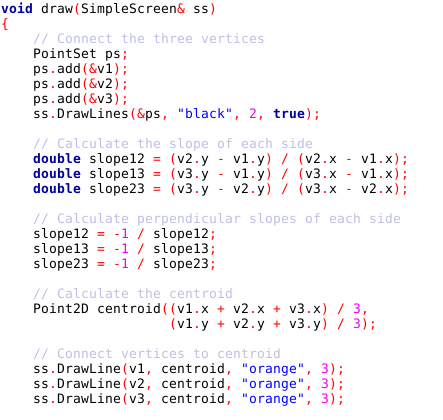 void draw(SimpleScreen& ss)
{
    // Connect the three vertices
    PointSet ps;
    ps.add(&v1);
    ps.add(&v2);
    ps.add(&v3);
    ss.DrawLines(&ps, "black", 2, true);

    // Calculate the slope of each side
    double slope12 = (v2.y - v1.y) / (v2.x - v1.x);
    double slope13 = (v3.y - v1.y) / (v3.x - v1.x);
    double slope23 = (v3.y - v2.y) / (v3.x - v2.x);

    // Calculate perpendicular slopes of each side
    slope12 = -1 / slope12;
    slope13 = -1 / slope13;
    slope23 = -1 / slope23;

    // Calculate the centroid
    Point2D centroid((v1.x + v2.x + v3.x) / 3,
                     (v1.y + v2.y + v3.y) / 3);

    // Connect vertices to centroid
    ss.DrawLine(v1, centroid, "orange", 3);
    ss.DrawLine(v2, centroid, "orange", 3);
    ss.DrawLine(v3, centroid, "orange", 3);